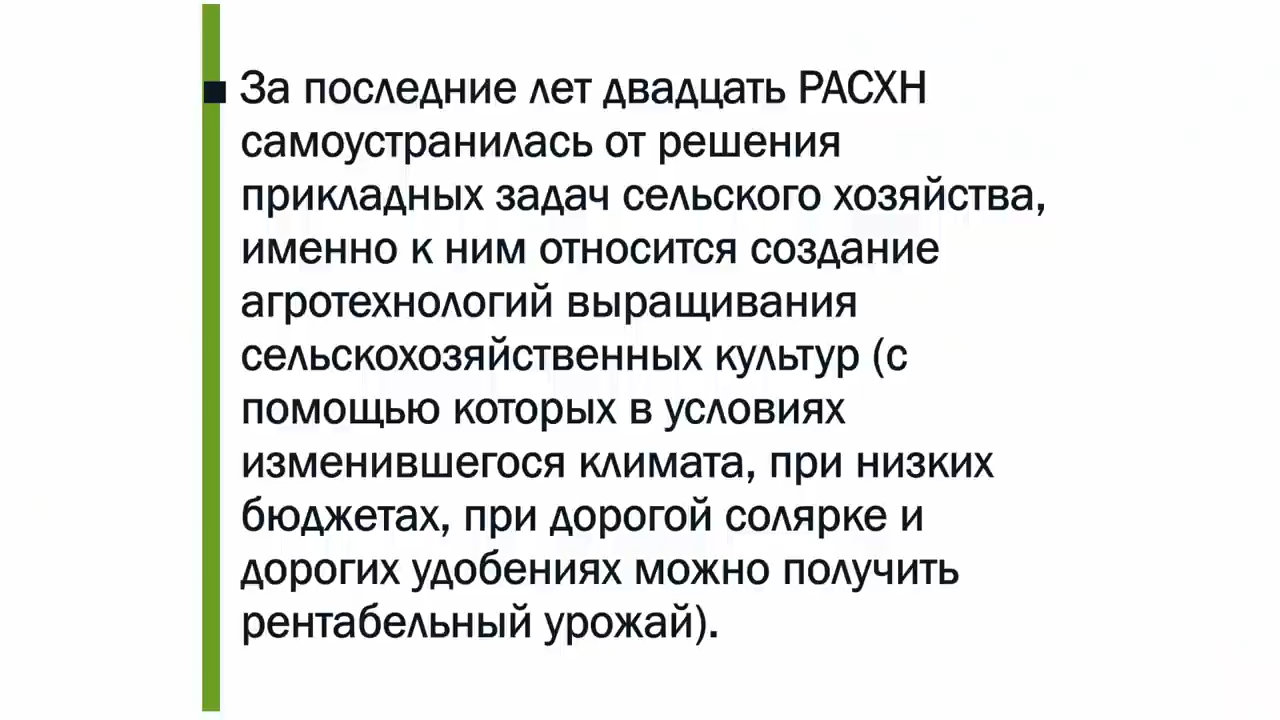 За последние лет двадцать РАСХН
самоустранилась от решения
прикладных задач сельского хозяйства,
именно к ним относится создание
агротехнологий выращивания
сельскохозяйственных культур (с
помощью которых в условиях
изменившегося климата, при низких
бюджетах, при дорогой солярке и
дорогих удобениях можно получить
рентабельный урожай).